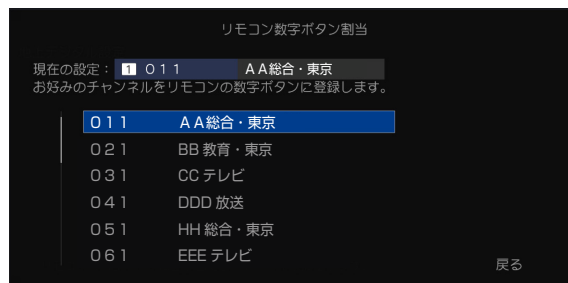 リモコン数字ボタン割当
現在の設定： 1 ０１１ ＡＡ総合・東京
お好みのチャンネルをリモコンの数字ボタンに登録します。
０１１ ＡＡ総合・東京
０２１ BB 教育・東京
０３１ CC テレビ
０４１ DDD 放送
０５１ HH 総合・東京
０６１ EEE テレビ
戻る